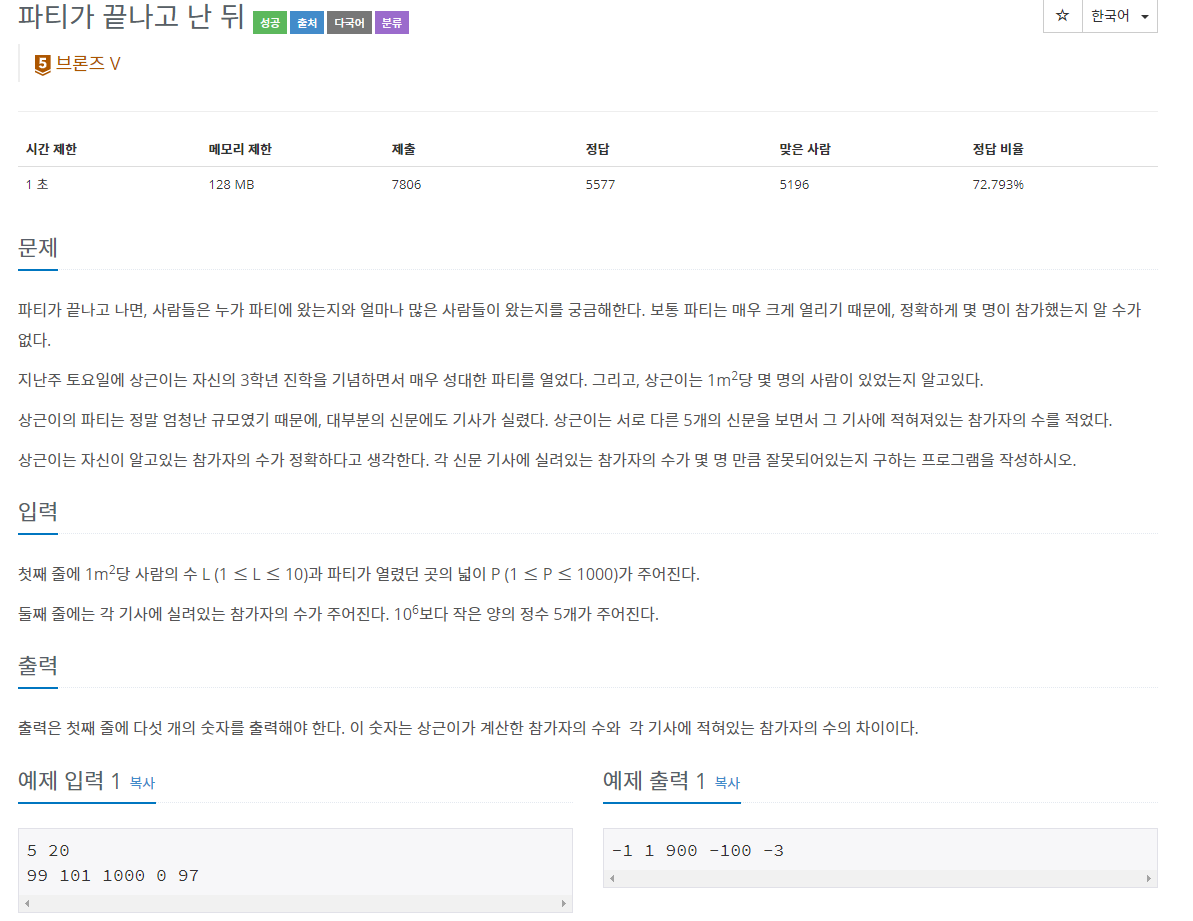 파티가 끝나고 난 뒤 성공 출처 다국어 분류 ☆ 한국어
5 브론즈 V
시간 제한 메모리 제한 제출 정답 맞은 사람 정답 비율
1 초 128 MB 7806 5577 5196 72.793%
문제
파티가 끝나고 나면, 사람들은 누가 파티에 왔는지와 얼마나 많은 사람들이 왔는지를 궁금해한다. 보통 파티는 매우 크게 열리기 때문에, 정확하게 몇 명이 참가했는지 알 수가
없다.
지난주 토요일에 상근이는 자신의 3학년 진학을 기념하면서 매우 성대한 파티를 열었다. 그리고, 상근이는 1m²당 몇 명의 사람이 있었는지 알고있다.
상근이의 파티는 정말 엄청난 규모였기 때문에, 대부분의 신문에도 기사가 실렸다. 상근이는 서로 다른 5개의 신문을 보면서 그 기사에 적혀져있는 참가자의 수를 적었다.
상근이는 자신이 알고있는 참가자의 수가 정확하다고 생각한다. 각 신문 기사에 실려있는 참가자의 수가 몇 명 만큼 잘못되어있는지 구하는 프로그램을 작성하시오.
입력
첫째 줄에 1m²당 사람의 수 L (1 ≤ L ≤ 10)과 파티가 열렸던 곳의 넓이 P (1 ≤ P ≤ 1000)가 주어진다.
둘째 줄에는 각 기사에 실려있는 참가자의 수가 주어진다. 10⁶보다 작은 양의 정수 5개가 주어진다.
출력
출력은 첫째 줄에 다섯 개의 숫자를 출력해야 한다. 이 숫자는 상근이가 계산한 참가자의 수와 각 기사에 적혀있는 참가자의 수의 차이이다.
예제 입력 1 복사
5 20
99 101 1000 0 97
예제 출력 1 복사
-1 1 900 -100 -3